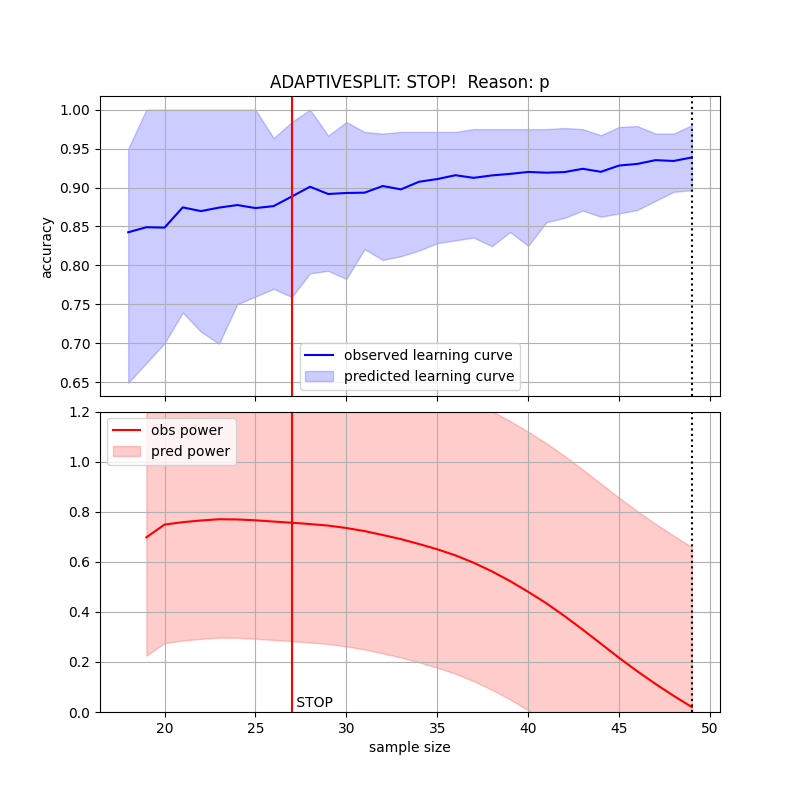 ADAPTIVESPLIT: STOP!  Reason: p
1.00
0.95
0.90
0.85
0.80
0.75
0.70
0.65
accuracy
observed learning curve
predicted learning curve
1.2
1.0
0.8
0.6
0.4
0.2
0.0
obs power
pred power
STOP
20 25 30 35 40 45 50
sample size